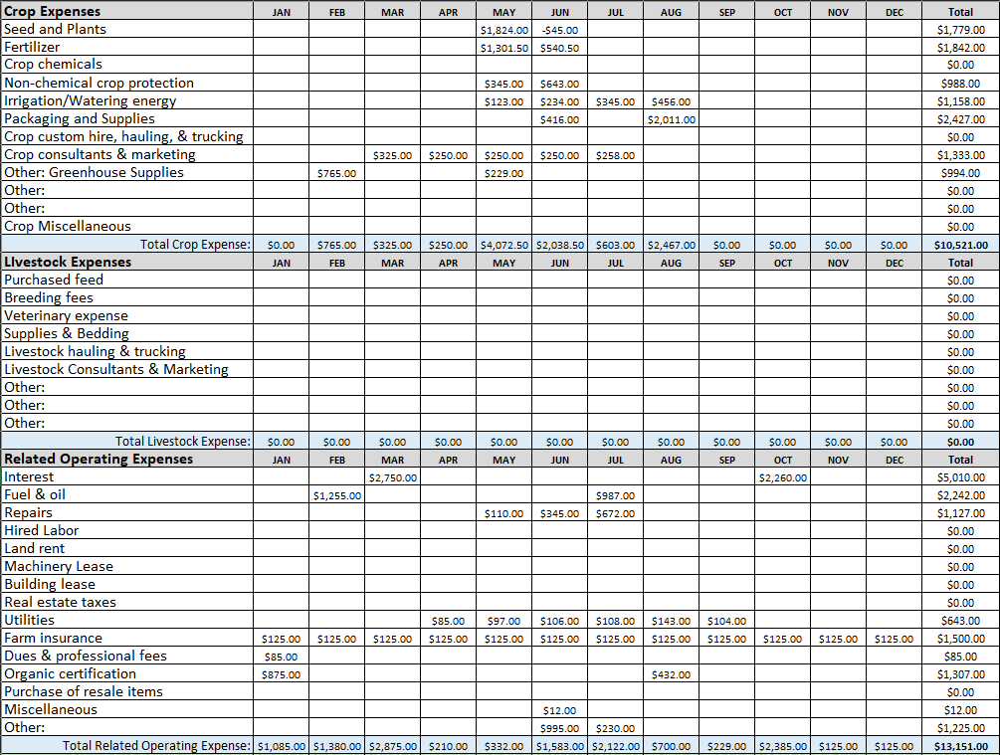 Crop Expenses JAN FEB MAR APR MAY JUN JUL AUG SEP OCT NOV DEC Total
Seed and Plants $1,824.00 -$45.00 $1,779.00
Fertilizer $1,301.50 $540.50 $1,842.00
Crop chemicals $0.00
Non-chemical crop protection $345.00 $643.00 $988.00
Irrigation/Watering energy $123.00 $234.00 $345.00 $456.00 $1,158.00
Packaging and Supplies $416.00 $2,011.00 $2,427.00
Crop custom hire, hauling, & trucking $0.00
Crop consultants & marketing $325.00 $250.00 $250.00 $250.00 $258.00 $1,333.00
Other: Greenhouse Supplies $765.00 $229.00 $994.00
Other: $0.00
Other: $0.00
Crop Miscellaneous $0.00
Total Crop Expense: $0.00 $765.00 $325.00 $250.00 $4,072.50 $2,038.50 $603.00 $2,467.00 $0.00 $0.00 $0.00 $0.00 $10,521.00
LIvestock Expenses JAN FEB MAR APR MAY JUN JUL AUG SEP OCT NOV DEC Total
Purchased feed $0.00
Breeding fees $0.00
Veterinary expense $0.00
Supplies & Bedding $0.00
Livestock hauling & trucking $0.00
Livestock Consultants & Marketing $0.00
Other: $0.00
Other: $0.00
Other: $0.00
Total Livestock Expense: $0.00 $0.00 $0.00 $0.00 $0.00 $0.00 $0.00 $0.00 $0.00 $0.00 $0.00 $0.00 $0.00
Related Operating Expenses JAN FEB MAR APR MAY JUN JUL AUG SEP OCT NOV DEC Total
Interest $2,750.00 $2,260.00 $5,010.00
Fuel & oil $1,255.00 $987.00 $2,242.00
Repairs $110.00 $345.00 $672.00 $1,127.00
Hired Labor $0.00
Land rent $0.00
Machinery Lease $0.00
Building lease $0.00
Real estate taxes $0.00
Utilities $85.00 $97.00 $106.00 $108.00 $143.00 $104.00 $643.00
Farm insurance $125.00 $125.00 $125.00 $125.00 $125.00 $125.00 $125.00 $125.00 $125.00 $125.00 $125.00 $125.00 $1,500.00
Dues & professional fees $85.00 $85.00
Organic certification $875.00 $432.00 $1,307.00
Purchase of resale items $0.00
Miscellaneous $12.00 $12.00
Other: $995.00 $230.00 $1,225.00
Total Related Operating Expense: $1,085.00 $1,380.00 $2,875.00 $210.00 $332.00 $1,583.00 $2,122.00 $700.00 $229.00 $2,385.00 $125.00 $125.00 $13,151.00